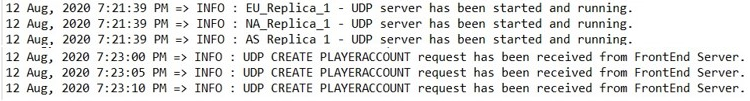 12 Aug, 2020 7:21:39 PM => INFO : EU_Replica_1 - UDP server has been started and running.
12 Aug, 2020 7:21:39 PM => INFO : NA_Replica_1 - UDP server has been started and running.
12 Aug, 2020 7:21:39 PM => INFO : AS Replica 1 - UDP server has been started and running.
12 Aug, 2020 7:23:00 PM => INFO : UDP CREATE PLAYERACCOUNT request has been received from FrontEnd Server.
12 Aug, 2020 7:23:05 PM => INFO : UDP CREATE PLAYERACCOUNT request has been received from FrontEnd Server.
12 Aug, 2020 7:23:10 PM => INFO : UDP CREATE PLAYERACCOUNT request has been received from FrontEnd Server.